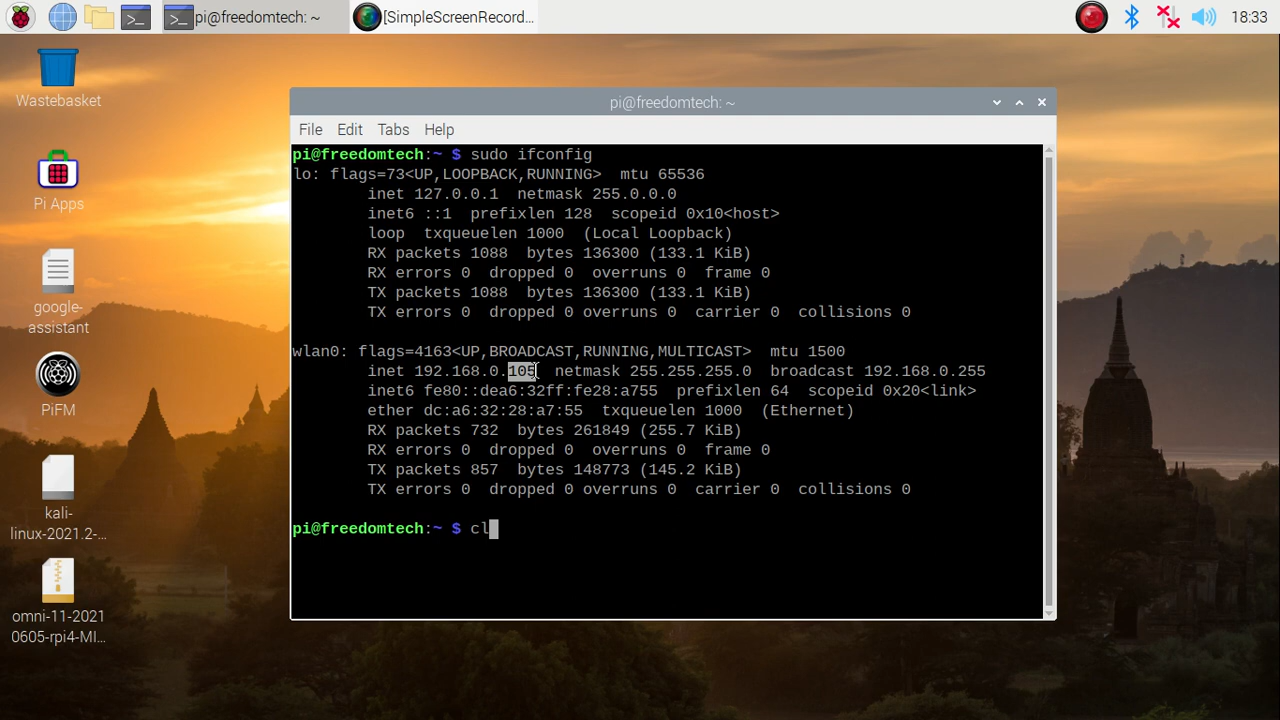 pi@freedomtech: ~
[SimpleScreenRecord...
18:33
Wastebasket
Pi Apps
google-
assistant
PiFM
kali-
linux-2021.2-...
omni-11-2021
0605-rpi4-MI...
pi@freedomtech: ~
File Edit Tabs Help
pi@freedomtech:~ $ sudo ifconfig
lo: flags=73<UP,LOOPBACK,RUNNING>  mtu 65536
        inet 127.0.0.1  netmask 255.0.0.0
        inet6 ::1  prefixlen 128  scopeid 0x10<host>
        loop  txqueuelen 1000  (Local Loopback)
        RX packets 1088  bytes 136300 (133.1 KiB)
        RX errors 0  dropped 0  overruns 0  frame 0
        TX packets 1088  bytes 136300 (133.1 KiB)
        TX errors 0  dropped 0 overruns 0  carrier 0  collisions 0
wlan0: flags=4163<UP,BROADCAST,RUNNING,MULTICAST>  mtu 1500
        inet 192.168.0.105  netmask 255.255.255.0  broadcast 192.168.0.255
        inet6 fe80::dea6:32ff:fe28:a755  prefixlen 64  scopeid 0x20<link>
        ether dc:a6:32:28:a7:55  txqueuelen 1000  (Ethernet)
        RX packets 732  bytes 261849 (255.7 KiB)
        RX errors 0  dropped 0  overruns 0  frame 0
        TX packets 857  bytes 148773 (145.2 KiB)
        TX errors 0  dropped 0 overruns 0  carrier 0  collisions 0
pi@freedomtech:~ $ cl